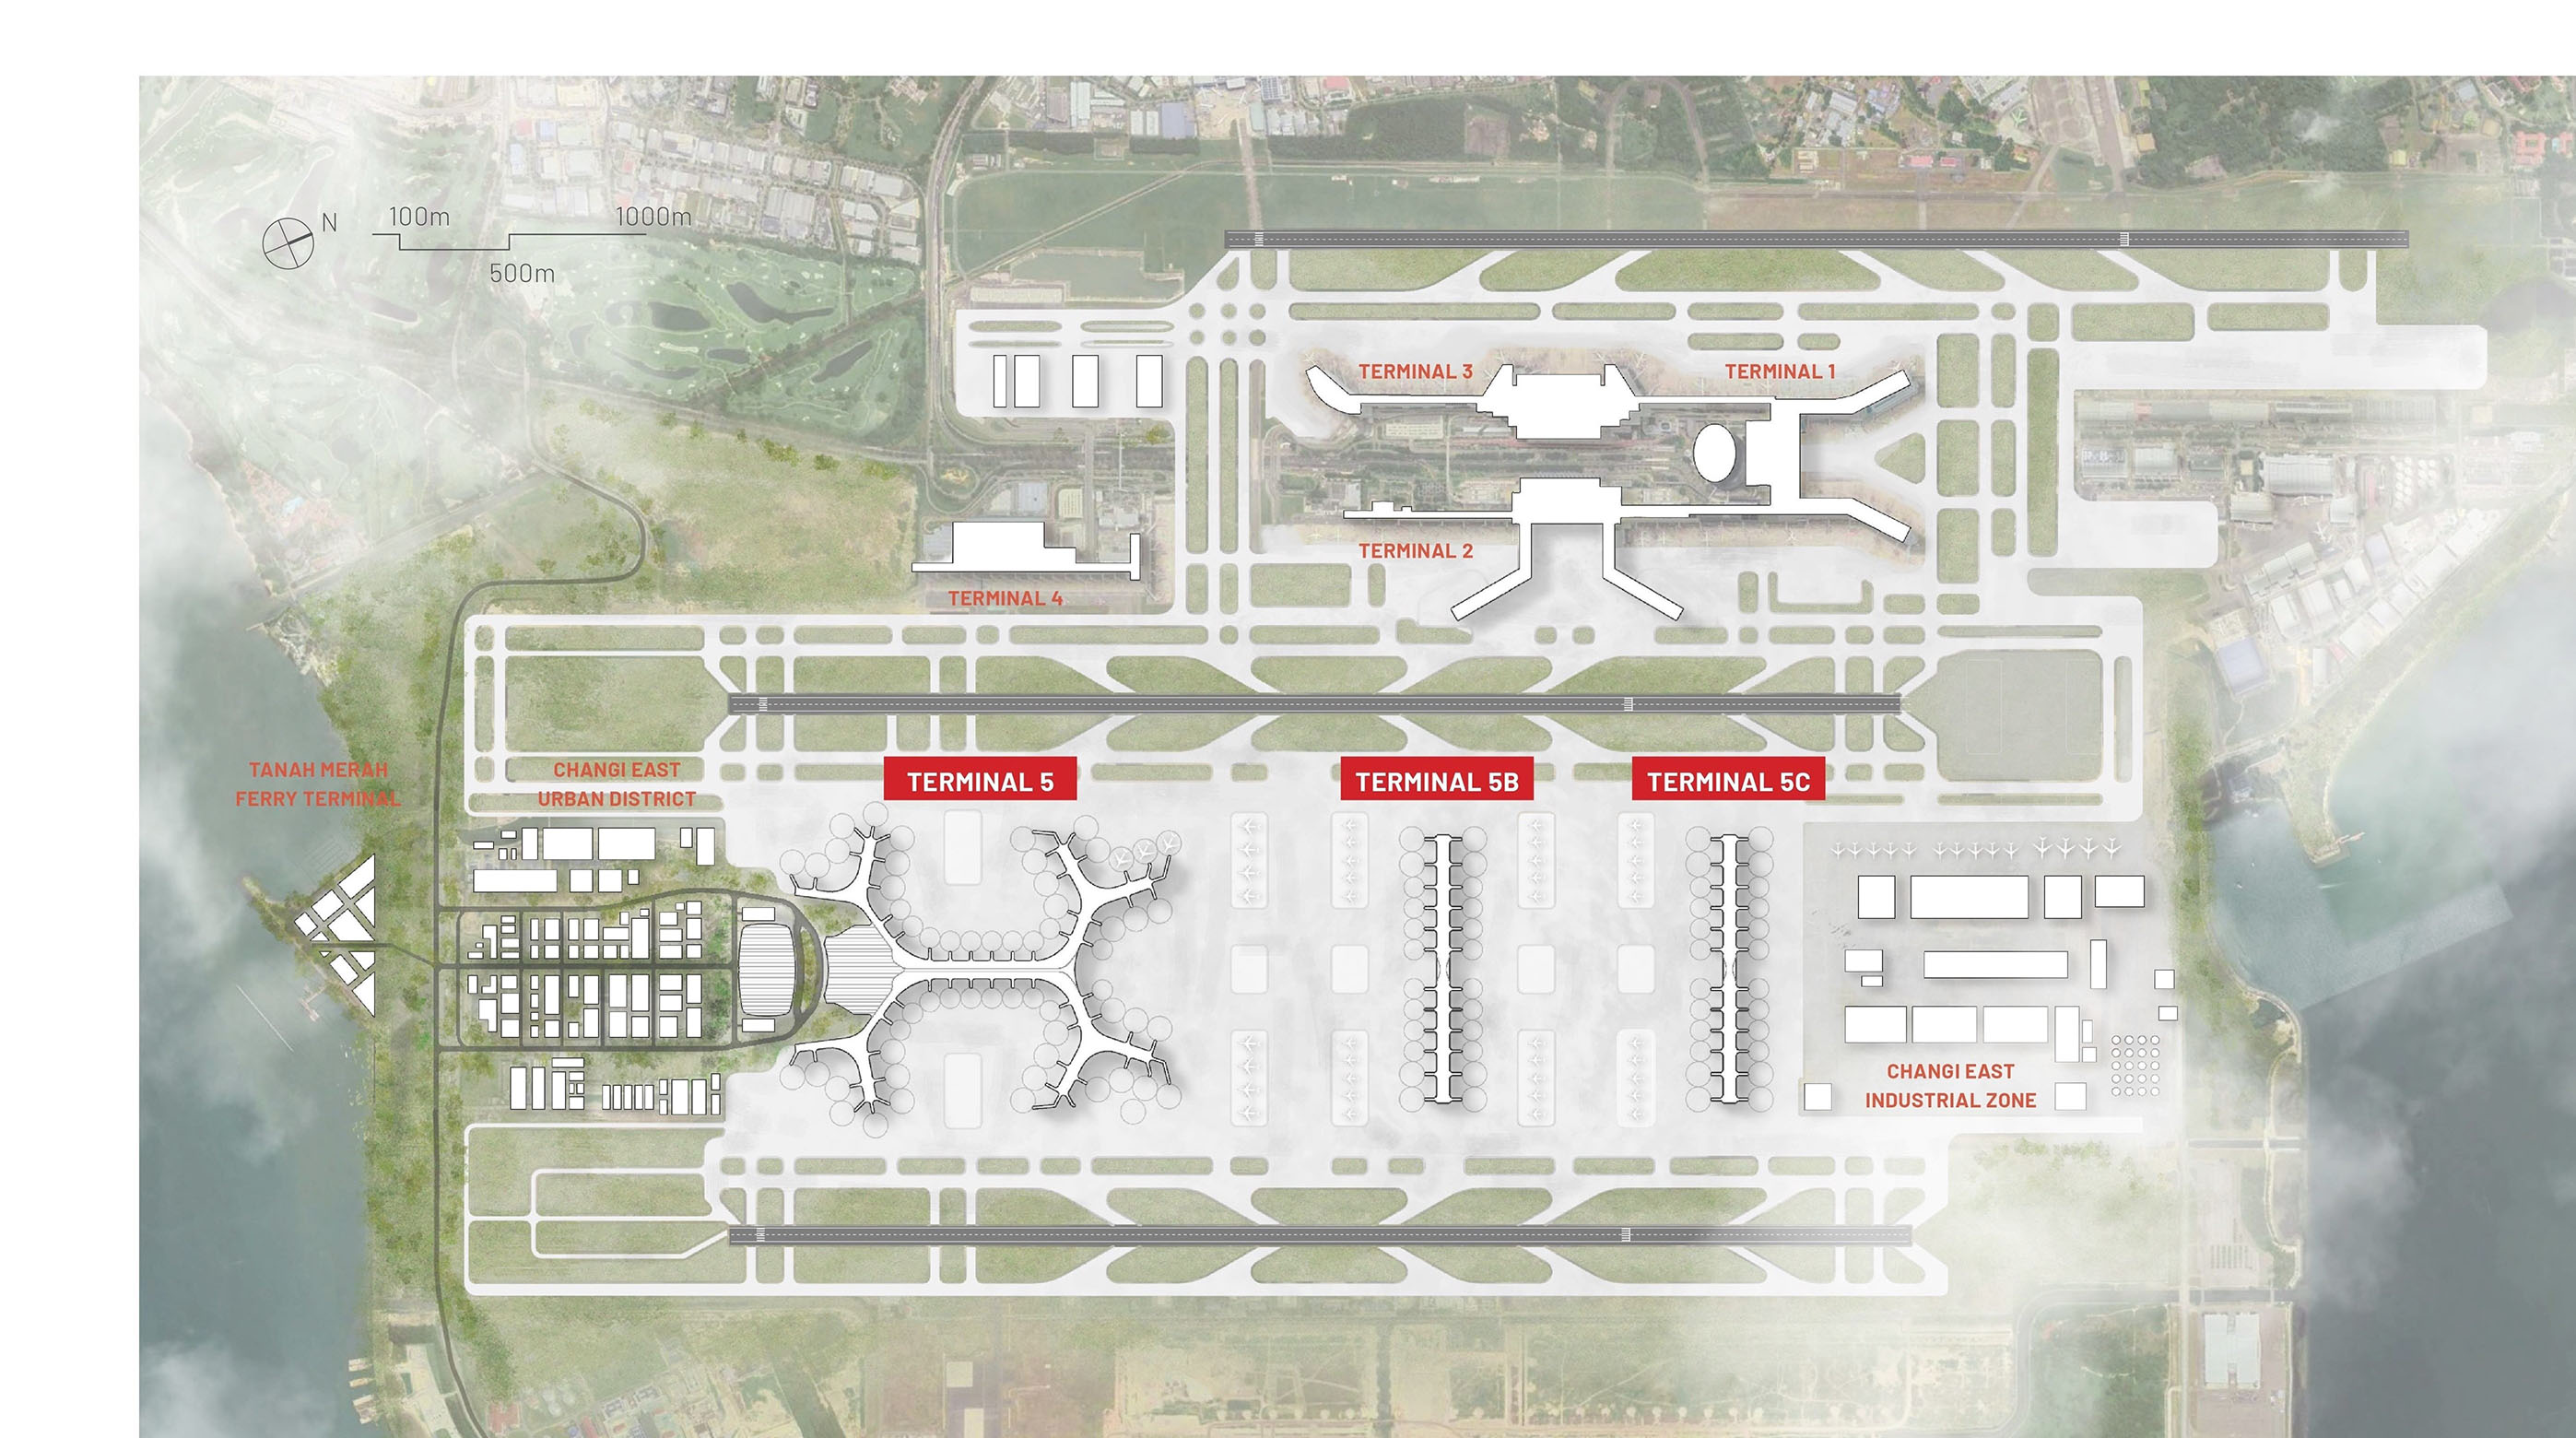 N
100m
1000m
500m
TERMINAL 3
TERMINAL 1
TERMINAL 2
TERMINAL 4
TANAH MERAH
FERRY TERMINAL
CHANGI EAST
URBAN DISTRICT
TERMINAL 5
TERMINAL 5B
TERMINAL 5C
CHANGI EAST
INDUSTRIAL ZONE